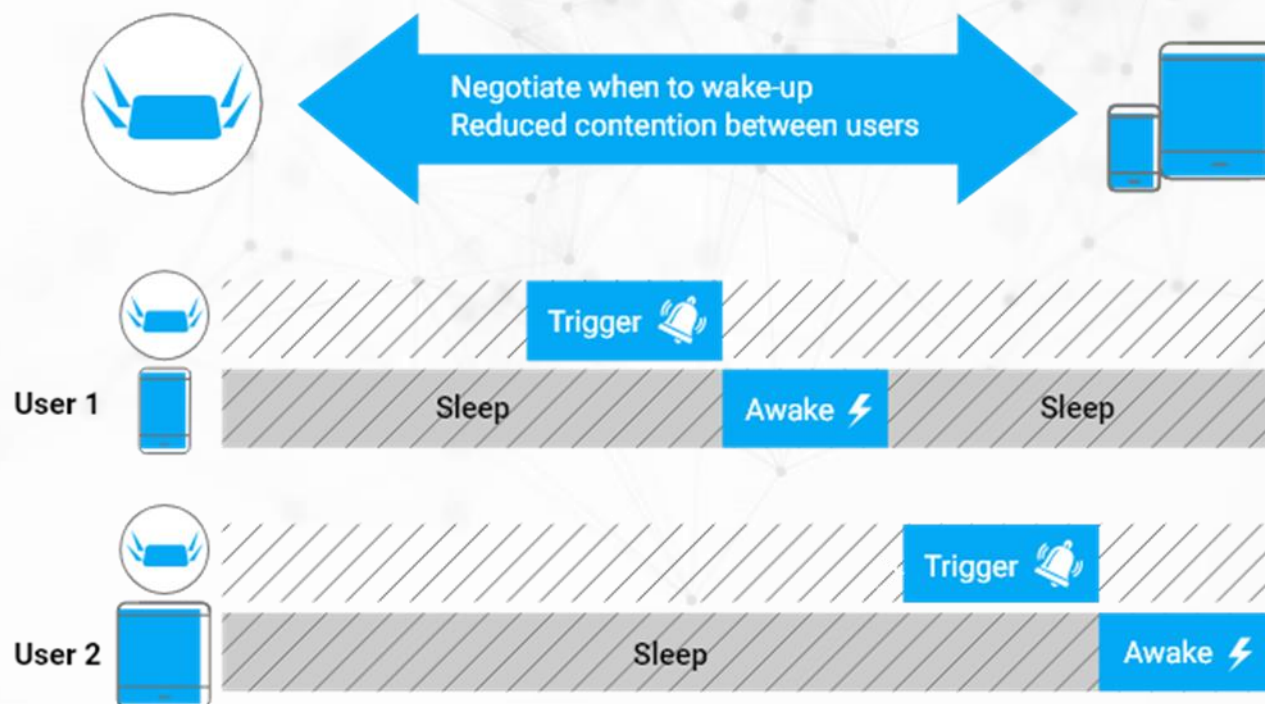 Negotiate when to wake-up
Reduced contention between users
Trigger
User 1
Sleep
Awake
Sleep
Trigger
User 2
Sleep
Awake